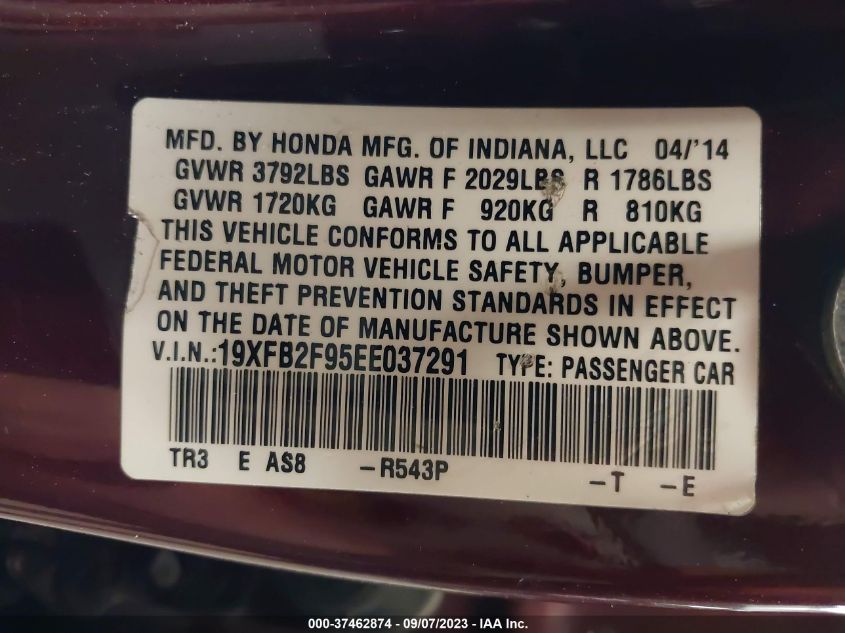 MFD. BY HONDA MFG. OF INDIANA, LLC 04/'14
GVWR 3792LBS GAWR F 2029LBS R 1786LBS
GVWR 1720KG GAWR F 920KG R 810KG
THIS VEHICLE CONFORMS TO ALL APPLICABLE
FEDERAL MOTOR VEHICLE SAFETY, BUMPER,
AND THEFT PREVENTION STANDARDS IN EFFECT
ON THE DATE OF MANUFACTURE SHOWN ABOVE.
V.I.N.:19XFB2F95EE037291 TYPE: PASSENGER CAR
TR3 E AS8 -R543P -T -E
000-37462874 - 09/07/2023 - IAA Inc.